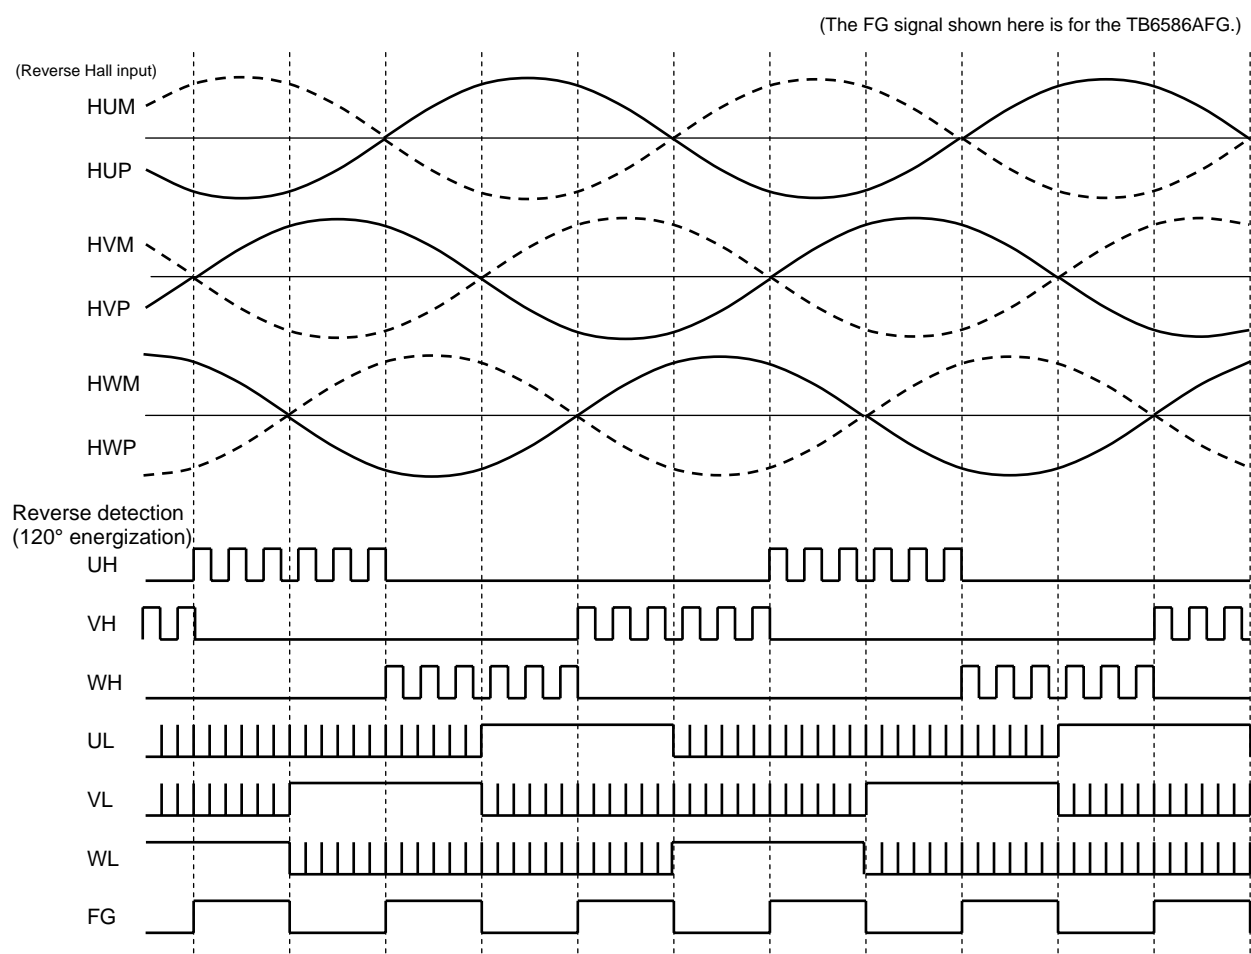 (The FG signal shown here is for the TB6586AFG.)
(Reverse Hall input)
HUM
HUP
HVM
HVP
HWM
HWP
Reverse detection
(120° energization)
UH
VH
WH
UL
VL
WL
FG